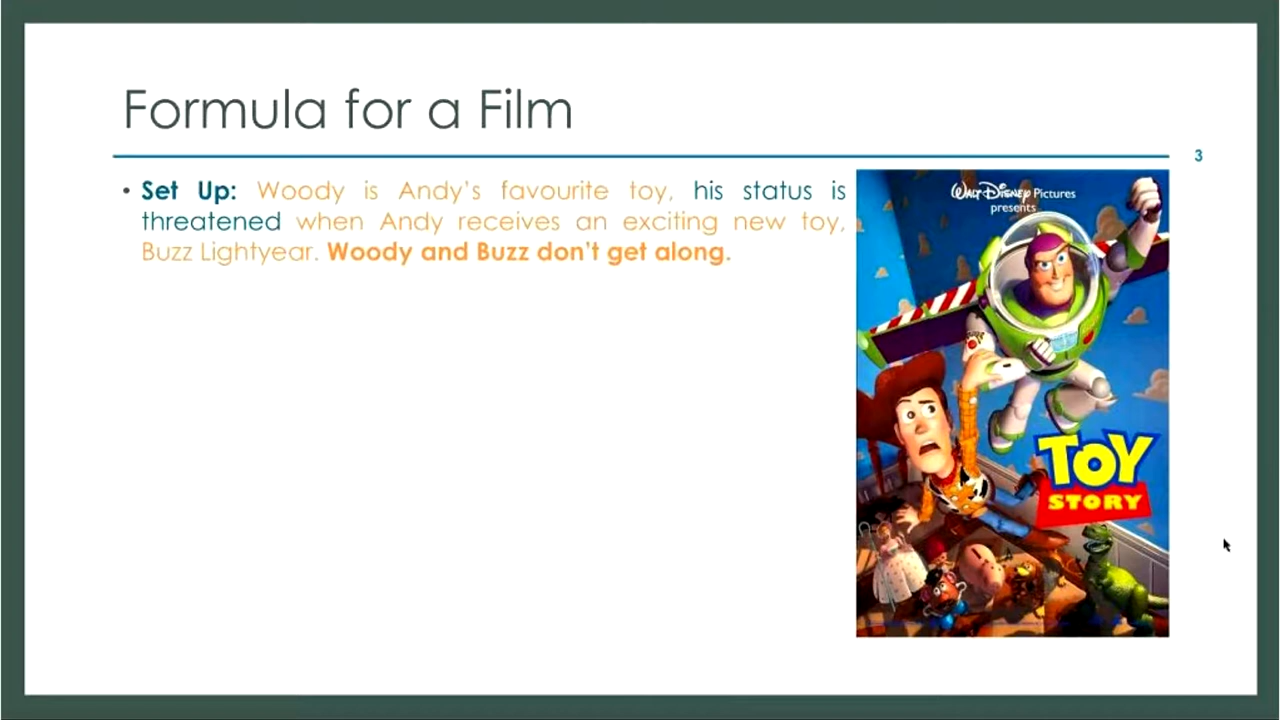 Formula for a Film
3
• Set Up: Woody is Andy's favourite toy, his status is
threatened when Andy receives an exciting new toy,
Buzz Lightyear. Woody and Buzz don't get along.
WALT DISNEY Pictures
presents
TOY
STORY